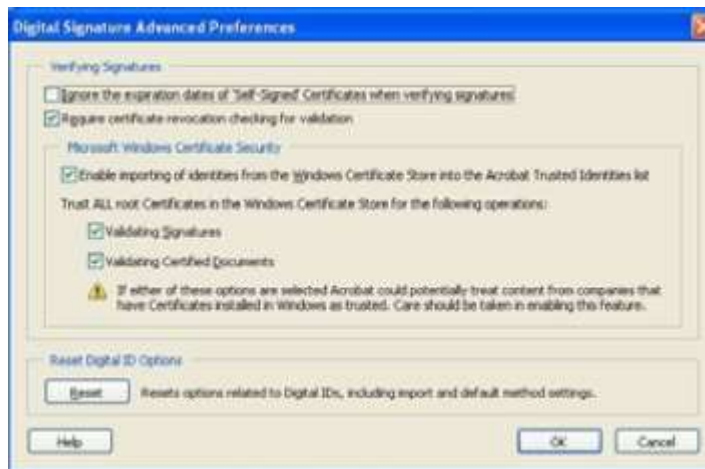 Digital Signature Advanced Preferences
Verifying Signatures
Ignore the expiration dates of 'Self-Signed' Certificates when verifying signatures
Require certificate revocation checking for validation
Microsoft Windows Certificate Security
Enable importing of identities from the Windows Certificate Store into the Acrobat Trusted Identities list
Trust ALL root Certificates in the Windows Certificate Store for the following operations:
Validating Signatures
Validating Certified Documents
If either of these options are selected Acrobat could potentially treat content from companies that
have Certificates installed in Windows as trusted. Care should be taken in enabling this feature.
Reset Digital ID Options
Reset Resets options related to Digital IDs, including import and default method settings.
Help OK Cancel